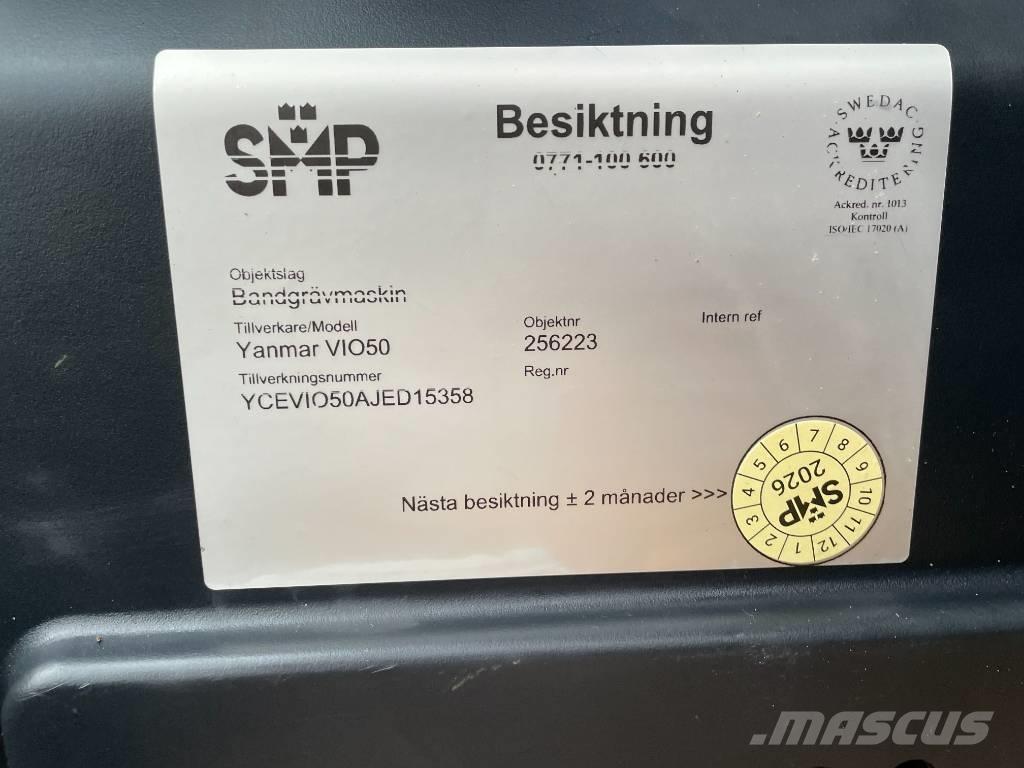 SMP
Besiktning
0771-100 600
SWEDAC
ACKREDITERING
Ackred. nr. 1013
Kontroll
ISO/IEC 17020 (A)
Objektslag
Bandgrävmaskin
Tillverkare/Modell
Yanmar VIO50
Objektnr
256223
Intern ref
Tillverkningsnummer
YCEVIO50AJED15358
Reg.nr
Nästa besiktning ± 2 månader >>>
1 2 3 4 5 6 7 8 9 10 11 12
SMP
2026
MASCUS